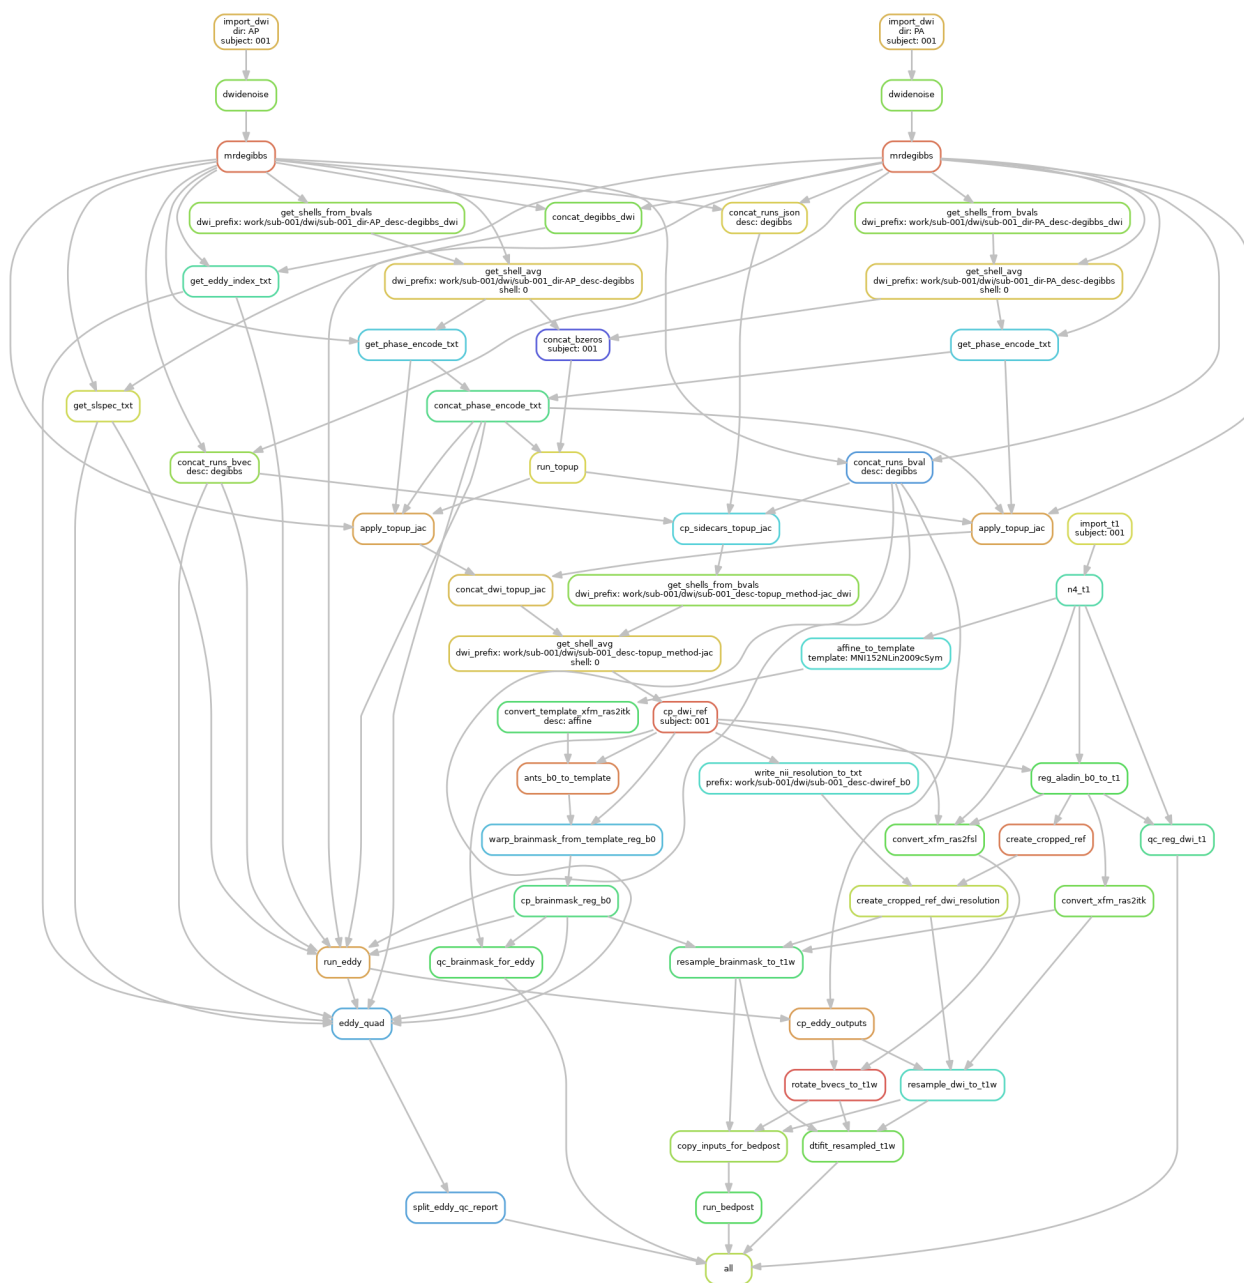 import_dwi
dir: AP
subject: 001
import_dwi
dir: PA
subject: 001
dwidenoise
dwidenoise
mrdegibbs
mrdegibbs
get_shells_from_bvals
dwi_prefix: work/sub-001/dwi/sub-001_dir-AP_desc-degibbs_dwi
concat_degibbs_dwi
concat_runs_json
desc: degibbs
get_shells_from_bvals
dwi_prefix: work/sub-001/dwi/sub-001_dir-PA_desc-degibbs_dwi
get_eddy_index_txt
get_shell_avg
dwi_prefix: work/sub-001/dwi/sub-001_dir-AP_desc-degibbs
shell: 0
get_shell_avg
dwi_prefix: work/sub-001/dwi/sub-001_dir-PA_desc-degibbs
shell: 0
get_phase_encode_txt
concat_bzeros
subject: 001
get_phase_encode_txt
get_slspec_txt
concat_phase_encode_txt
concat_runs_bvec
desc: degibbs
run_topup
concat_runs_bval
desc: degibbs
apply_topup_jac
cp_sidecars_topup_jac
apply_topup_jac
import_t1
subject: 001
concat_dwi_topup_jac
get_shells_from_bvals
dwi_prefix: work/sub-001/dwi/sub-001_desc-topup_method-jac_dwi
n4_t1
get_shell_avg
dwi_prefix: work/sub-001/dwi/sub-001_desc-topup_method-jac
shell: 0
affine_to_template
template: MNI152NLin2009cSym
convert_template_xfm_ras2itk
desc: affine
cp_dwi_ref
subject: 001
ants_b0_to_template
write_nii_resolution_to_txt
prefix: work/sub-001/dwi/sub-001_desc-dwiref_b0
reg_aladin_b0_to_t1
warp_brainmask_from_template_reg_b0
convert_xfm_ras2fsl
create_cropped_ref
qc_reg_dwi_t1
cp_brainmask_reg_b0
create_cropped_ref_dwi_resolution
convert_xfm_ras2itk
run_eddy
qc_brainmask_for_eddy
resample_brainmask_to_t1w
eddy_quad
cp_eddy_outputs
rotate_bvecs_to_t1w
resample_dwi_to_t1w
copy_inputs_for_bedpost
dtifit_resampled_t1w
split_eddy_qc_report
run_bedpost
all